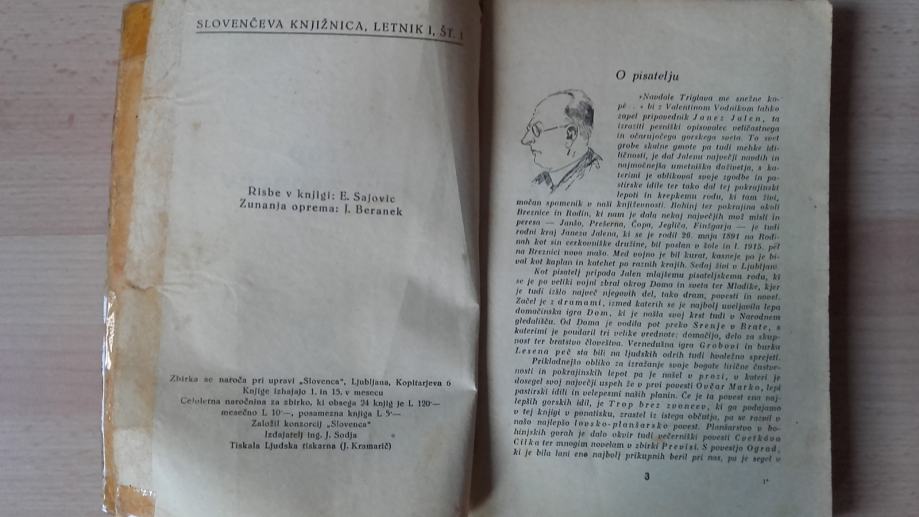 SLOVENČEVA KNJIŽNICA, LETNIK I, ŠT. 1
Risbe v knjigi: E. Sajovic
Zunanja oprema: J. Beranek
Zbirka se naroča pri upravi „Slovenca“, Ljubljana, Kopitarjeva 6
Knjige izhajajo 1. in 15. v mesecu
Celoletna naročnina za zbirko, ki obsega 24 knjig je L 120·—
mesečno L 10·—, posamezna knjiga L 5·—
Založil konzorcij „Slovenca“
Izdajatelj ing. J. Sodja
Tiskala Ljudska tiskarna (J. Kramarič)
O pisatelju
»Navdale Triglava me snežne ko-
pé . . « bi z Valentinom Vodnikom lahko
zapel pripovednik Janez Jalen, ta
izraziti pesniški opisovalec veličastnega
in očarujočega gorskega sveta. Ta svet
grobe skalne gmote pa tudi mehke idi-
ličnosti, je dal Jalenu največji navdih in
najmočnejša umetniška doživetja, s ka-
terimi je oblikoval svoje zgodbe in pa-
stirske idile ter tako dal tej pokrajinski
lepoti in krepkemu rodu, ki tam živi,
močan spomenik v naši književnosti. Bohinj ter pokrajina okoli
Breznice in Rodin, ki nam je dala nekaj največjih mož misli in
peresa — Janšo, Prešerna, Čopa, Jegliča, Finžgarja — je tudi
rodni kraj Janeza Jalena, ki se je rodil 26. maja 1891 na Rodi-
nah kot sin cerkovniške družine, bil poslan v šole in l. 1915. pel
na Breznici novo mašo. Med vojno je bil kurat, kasneje pa je bi-
val kot kaplan in katehet po raznih krajih. Sedaj živi v Ljubljani.
Kot pisatelj pripada Jalen mlajšemu pisateljskemu rodu, ki
se je po veliki vojni zbral okrog Doma in sveta ter Mladike, kjer
je tudi izšlo največ njegovih del, tako dram, povesti in novel.
Začel je z dramami, izmed katerih se je najbolj uveljavila lepa
domačinska igra Dom, ki je našla svoj krst tudi v Narodnem
gledališču. Od Doma je vodila pot preko Srenje v Brate, s
katerimi je poudaril tri velike vrednote: domačijo, delo za skup-
nost ter bratstvo človeštva. Vernedušna igra Grobovi in burka
Lesena peč sta bili na ljudskih odrih tudi hvaležno sprejeti.
Prikladnejšo obliko za izražanje svoje bogate lirične čustve-
nosti in pokrajinskih lepot pa je našel v prozi, v kateri je
dosegel svoj največji uspeh že v prvi povesti Ovčar Marko, lepi
pastirski idili in velepesmi naših planin. Če je ta povest ena naj-
lepših gorskih idil, je Trop brez zvoncev, ki ga podajamo
v tej knjigi v ponatisku, zrastel iz istega občutja, pa se razvil v
našo najlepšo lovsko-planšarsko povest. Planšarstvo v bo-
hinjskih gorah je dalo okvir tudi večerniški povesti Cvetkova
Cilka ter mnogim novelam v zbirki Previsi. S povestjo Ograd,
ki je bila lani ena najbolj prikupnih beril pri nas, pa je segel v
3
1*